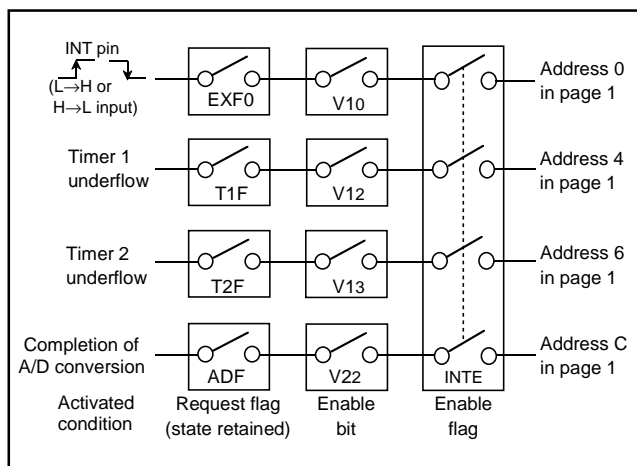 INT pin
(L→H or
H→L input)
EXF0
V10
Address 0
in page 1
Timer 1
underflow
T1F
V12
Address 4
in page 1
Timer 2
underflow
T2F
V13
Address 6
in page 1
Completion of
A/D conversion
ADF
V22
INTE
Address C
in page 1
Activated
condition
Request flag
(state retained)
Enable
bit
Enable
flag